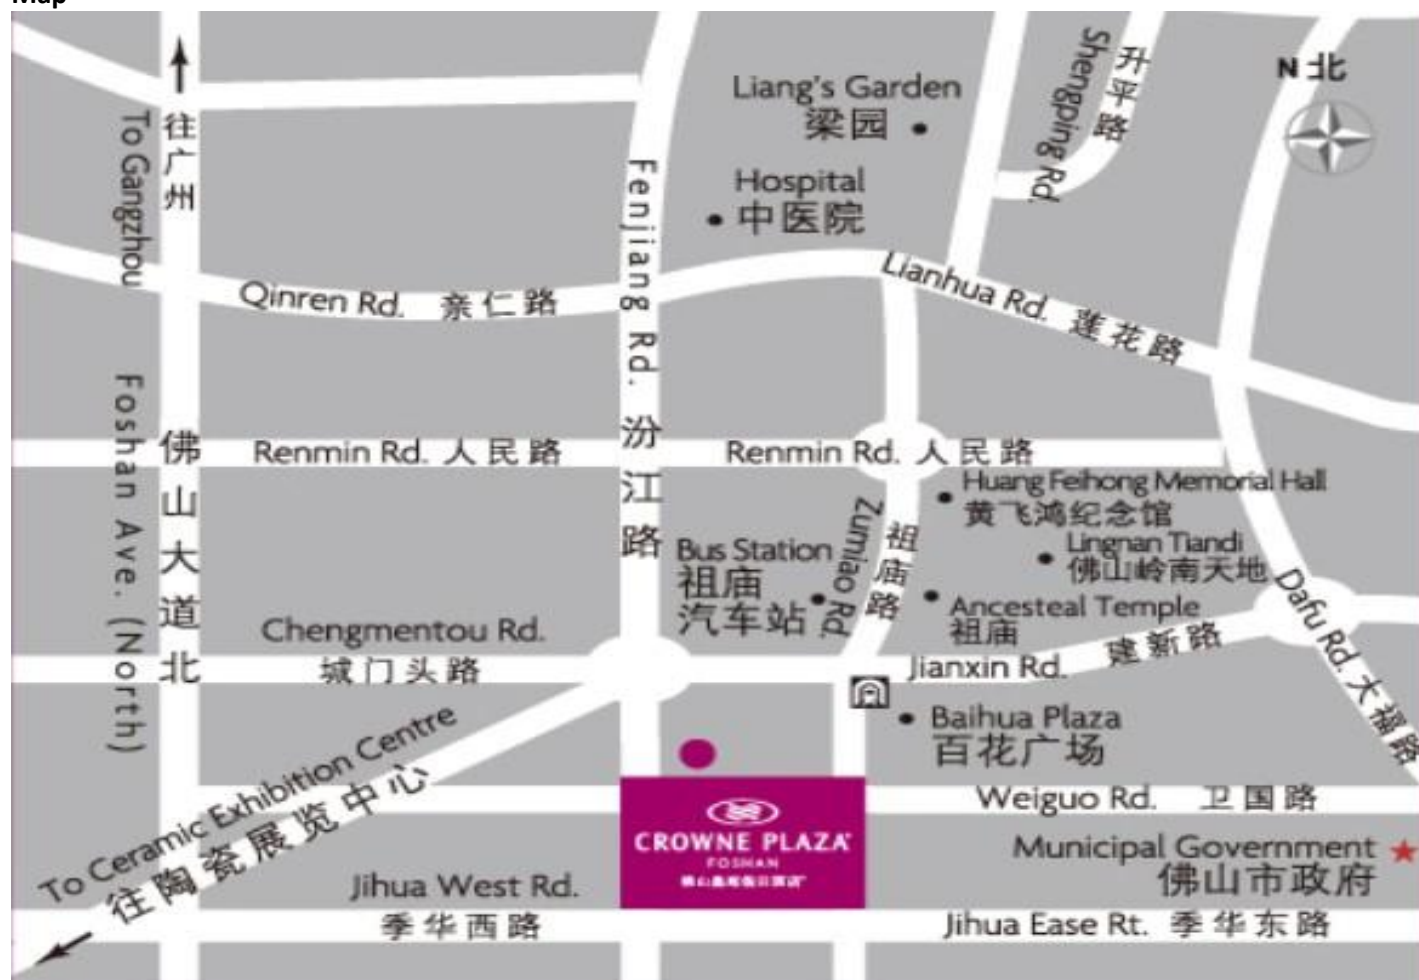 Map
N 北
Liang's Garden
梁园
升平路
Shengping Rd.
往广州
To Gangzhou
Hospital
中医院
Fenjiang Rd. 汾江路
Qinren Rd. 亲仁路
Lianhua Rd. 莲花路
Foshan Ave. (North)
佛山大道北
Renmin Rd. 人民路
Renmin Rd. 人民路
Huang Feihong Memorial Hall
黄飞鸿纪念馆
Zumiao Rd.
祖庙路
Bus Station
祖庙
汽车站
Lingnan Tiandi
佛山岭南天地
Ancesteal Temple
祖庙
Dafu Rd. 大福路
Chengmentou Rd.
城门头路
Jianxin Rd. 建新路
Baihua Plaza
百花广场
To Ceramic Exhibition Centre
往陶瓷展览中心
Weiguo Rd. 卫国路
CROWNE PLAZA
FOSHAN
Municipal Government
佛山市政府
Jihua West Rd.
季华西路
Jihua Ease Rt. 季华东路